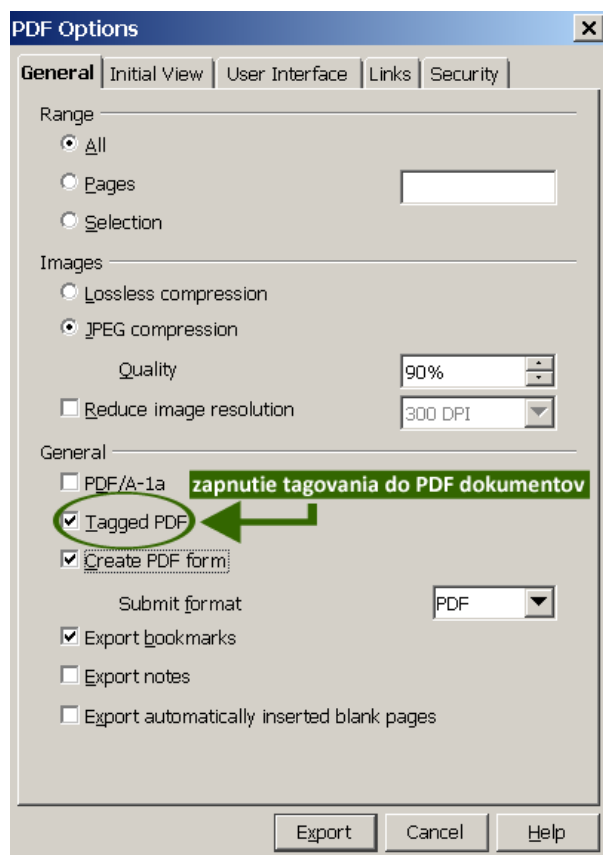 PDF Options
General Initial View User Interface Links Security
Range
All
Pages
Selection
Images
Lossless compression
JPEG compression
Quality 90%
Reduce image resolution 300 DPI
General
PDF/A-1a zapnutie tagovania do PDF dokumentov
Tagged PDF
Create PDF form
Submit format PDF
Export bookmarks
Export notes
Export automatically inserted blank pages
Export Cancel Help